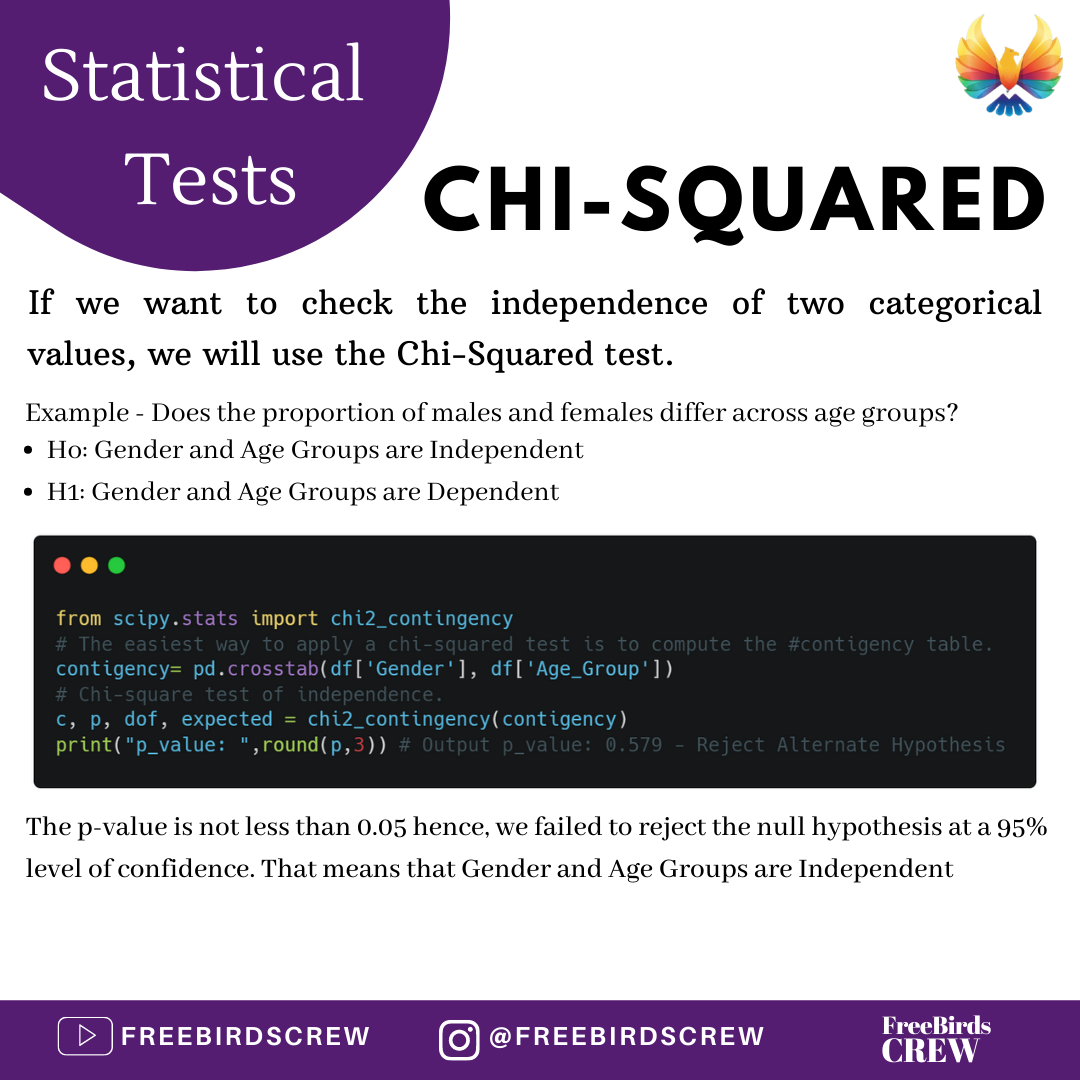 Statistical
Tests
CHI-SQUARED
If we want to check the independence of two categorical
values, we will use the Chi-Squared test.
Example - Does the proportion of males and females differ across age groups?
• H0: Gender and Age Groups are Independent
• H1: Gender and Age Groups are Dependent
from scipy.stats import chi2_contingency
# The easiest way to apply a chi-squared test is to compute the #contigency table.
contigency= pd.crosstab(df['Gender'], df['Age_Group'])
# Chi-square test of independence.
c, p, dof, expected = chi2_contingency(contigency)
print("p_value: ",round(p,3)) # Output p_value: 0.579 – Reject Alternate Hypothesis
The p-value is not less than 0.05 hence, we failed to reject the null hypothesis at a 95%
level of confidence. That means that Gender and Age Groups are Independent
FREEBIRDSCREW
@FREEBIRDSCREW
FreeBirds
CREW